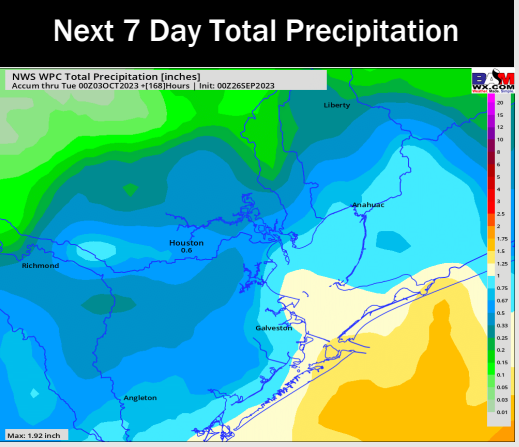 Next 7 Day Total Precipitation
NWS WPC Total Precipitation [inches]
Accum thru Tue 00Z03OCT2023 +[168]Hours | Init: 00Z26SEP2023
BAM
WX.COM
Liberty
Anahuac
Houston
0.6
Richmond
Galveston
Angleton
Max: 1.92 inch
20
15
12
10
8
6
5
4
3
2.5
2
1.75
1.5
1.25
1
0.75
0.67
0.5
0.33
0.25
0.2
0.15
0.1
0.05
0.03
0.01